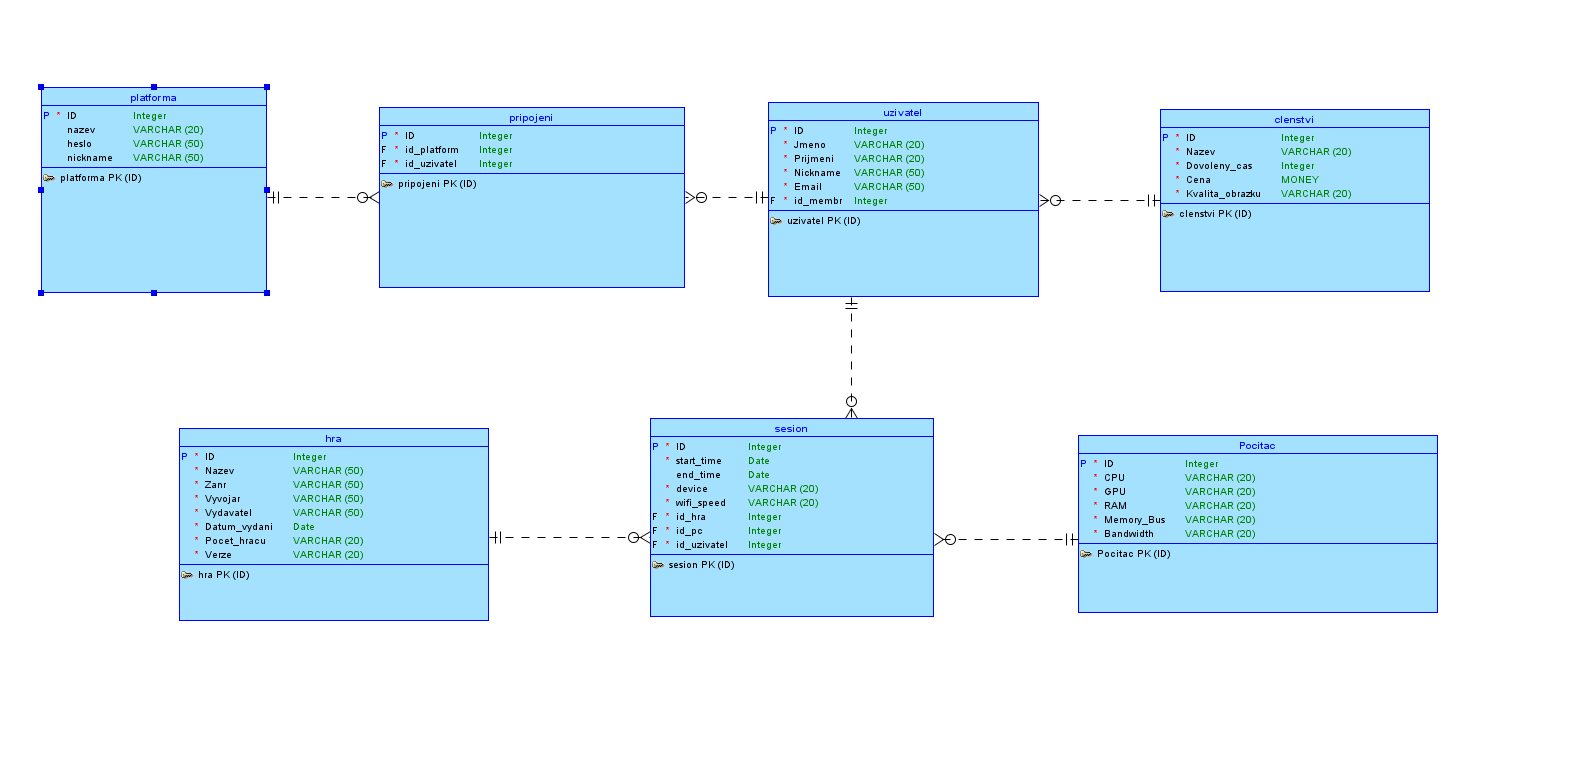 platforma
P * ID Integer
nazev VARCHAR (20)
heslo VARCHAR (50)
nickname VARCHAR (50)
platforma PK (ID)
pripojeni
P * ID Integer
F * id_platform Integer
F * id_uzivatel Integer
pripojeni PK (ID)
uzivatel
P * ID Integer
* Jmeno VARCHAR (20)
* Prijmeni VARCHAR (20)
* Nickname VARCHAR (50)
* Email VARCHAR (50)
F * id_membr Integer
uzivatel PK (ID)
clenstvi
P * ID Integer
* Nazev VARCHAR (20)
* Dovoleny_cas Integer
* Cena MONEY
* Kvalita_obrazku VARCHAR (20)
clenstvi PK (ID)
hra
P * ID Integer
* Nazev VARCHAR (50)
* Zanr VARCHAR (50)
* Vyvojar VARCHAR (50)
* Vydavatel VARCHAR (50)
* Datum_vydani Date
* Pocet_hracu VARCHAR (20)
* Verze VARCHAR (20)
hra PK (ID)
sesion
P * ID Integer
* start_time Date
end_time Date
* device VARCHAR (20)
* wifi_speed VARCHAR (20)
F * id_hra Integer
F * id_pc Integer
F * id_uzivatel Integer
sesion PK (ID)
Pocitac
P * ID Integer
* CPU VARCHAR (20)
* GPU VARCHAR (20)
* RAM VARCHAR (20)
* Memory_Bus VARCHAR (20)
* Bandwidth VARCHAR (20)
Pocitac PK (ID)